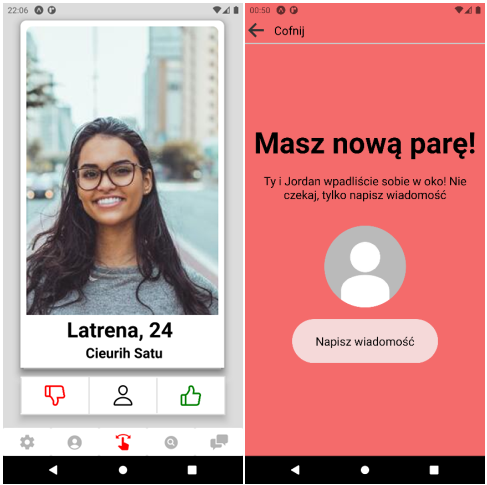 22:06
Latrena, 24
Cieurih Satu
00:50
Cofnij
Masz nową parę!
Ty i Jordan wpadliście sobie w oko! Nie
czekaj, tylko napisz wiadomość
Napisz wiadomość